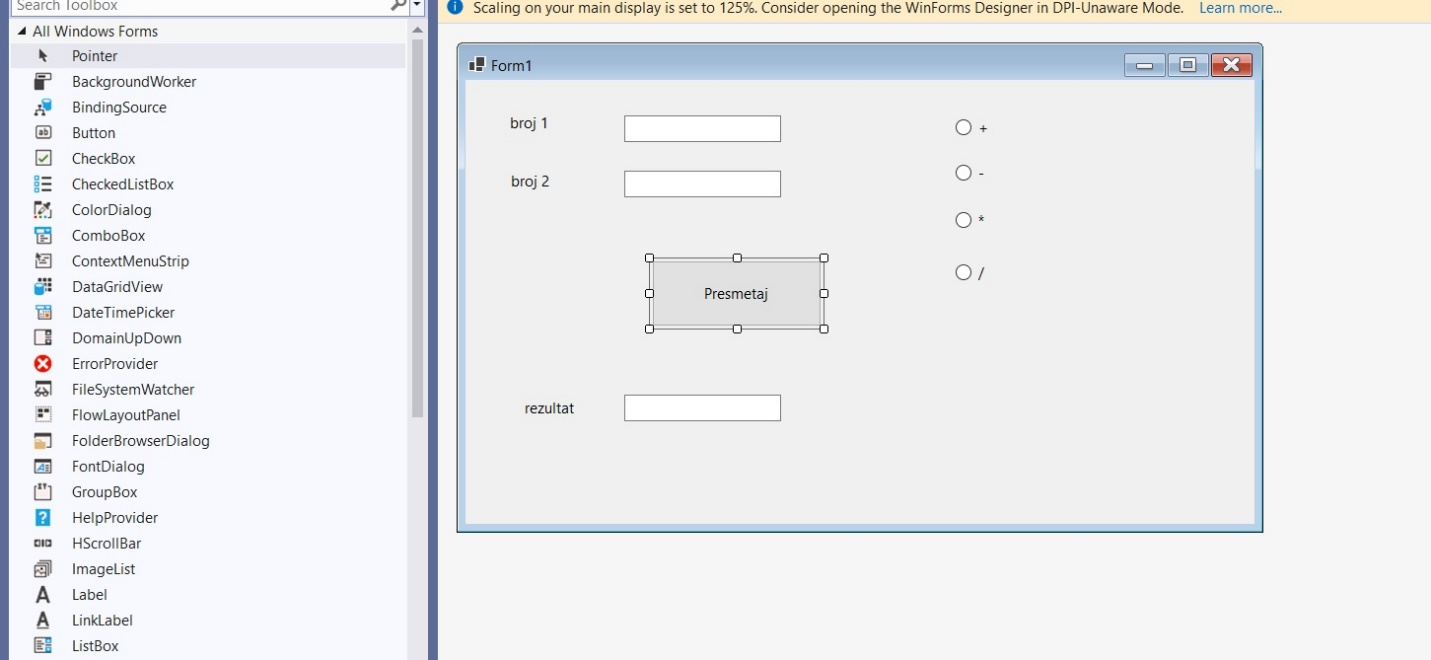 Search Toolbox
All Windows Forms
Pointer
BackgroundWorker
BindingSource
Button
CheckBox
CheckedListBox
ColorDialog
ComboBox
ContextMenuStrip
DataGridView
DateTimePicker
DomainUpDown
ErrorProvider
FileSystemWatcher
FlowLayoutPanel
FolderBrowserDialog
FontDialog
GroupBox
HelpProvider
HScrollBar
ImageList
Label
LinkLabel
ListBox
Scaling on your main display is set to 125%. Consider opening the WinForms Designer in DPI-Unaware Mode. Learn more...
Form1
broj 1
+
broj 2
-
*
/
Presmetaj
rezultat